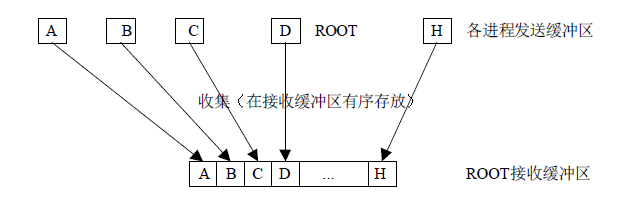 A B C D ROOT H 各进程发送缓冲区
收集（在接收缓冲区有序存放）
A B C D ... H ROOT接收缓冲区